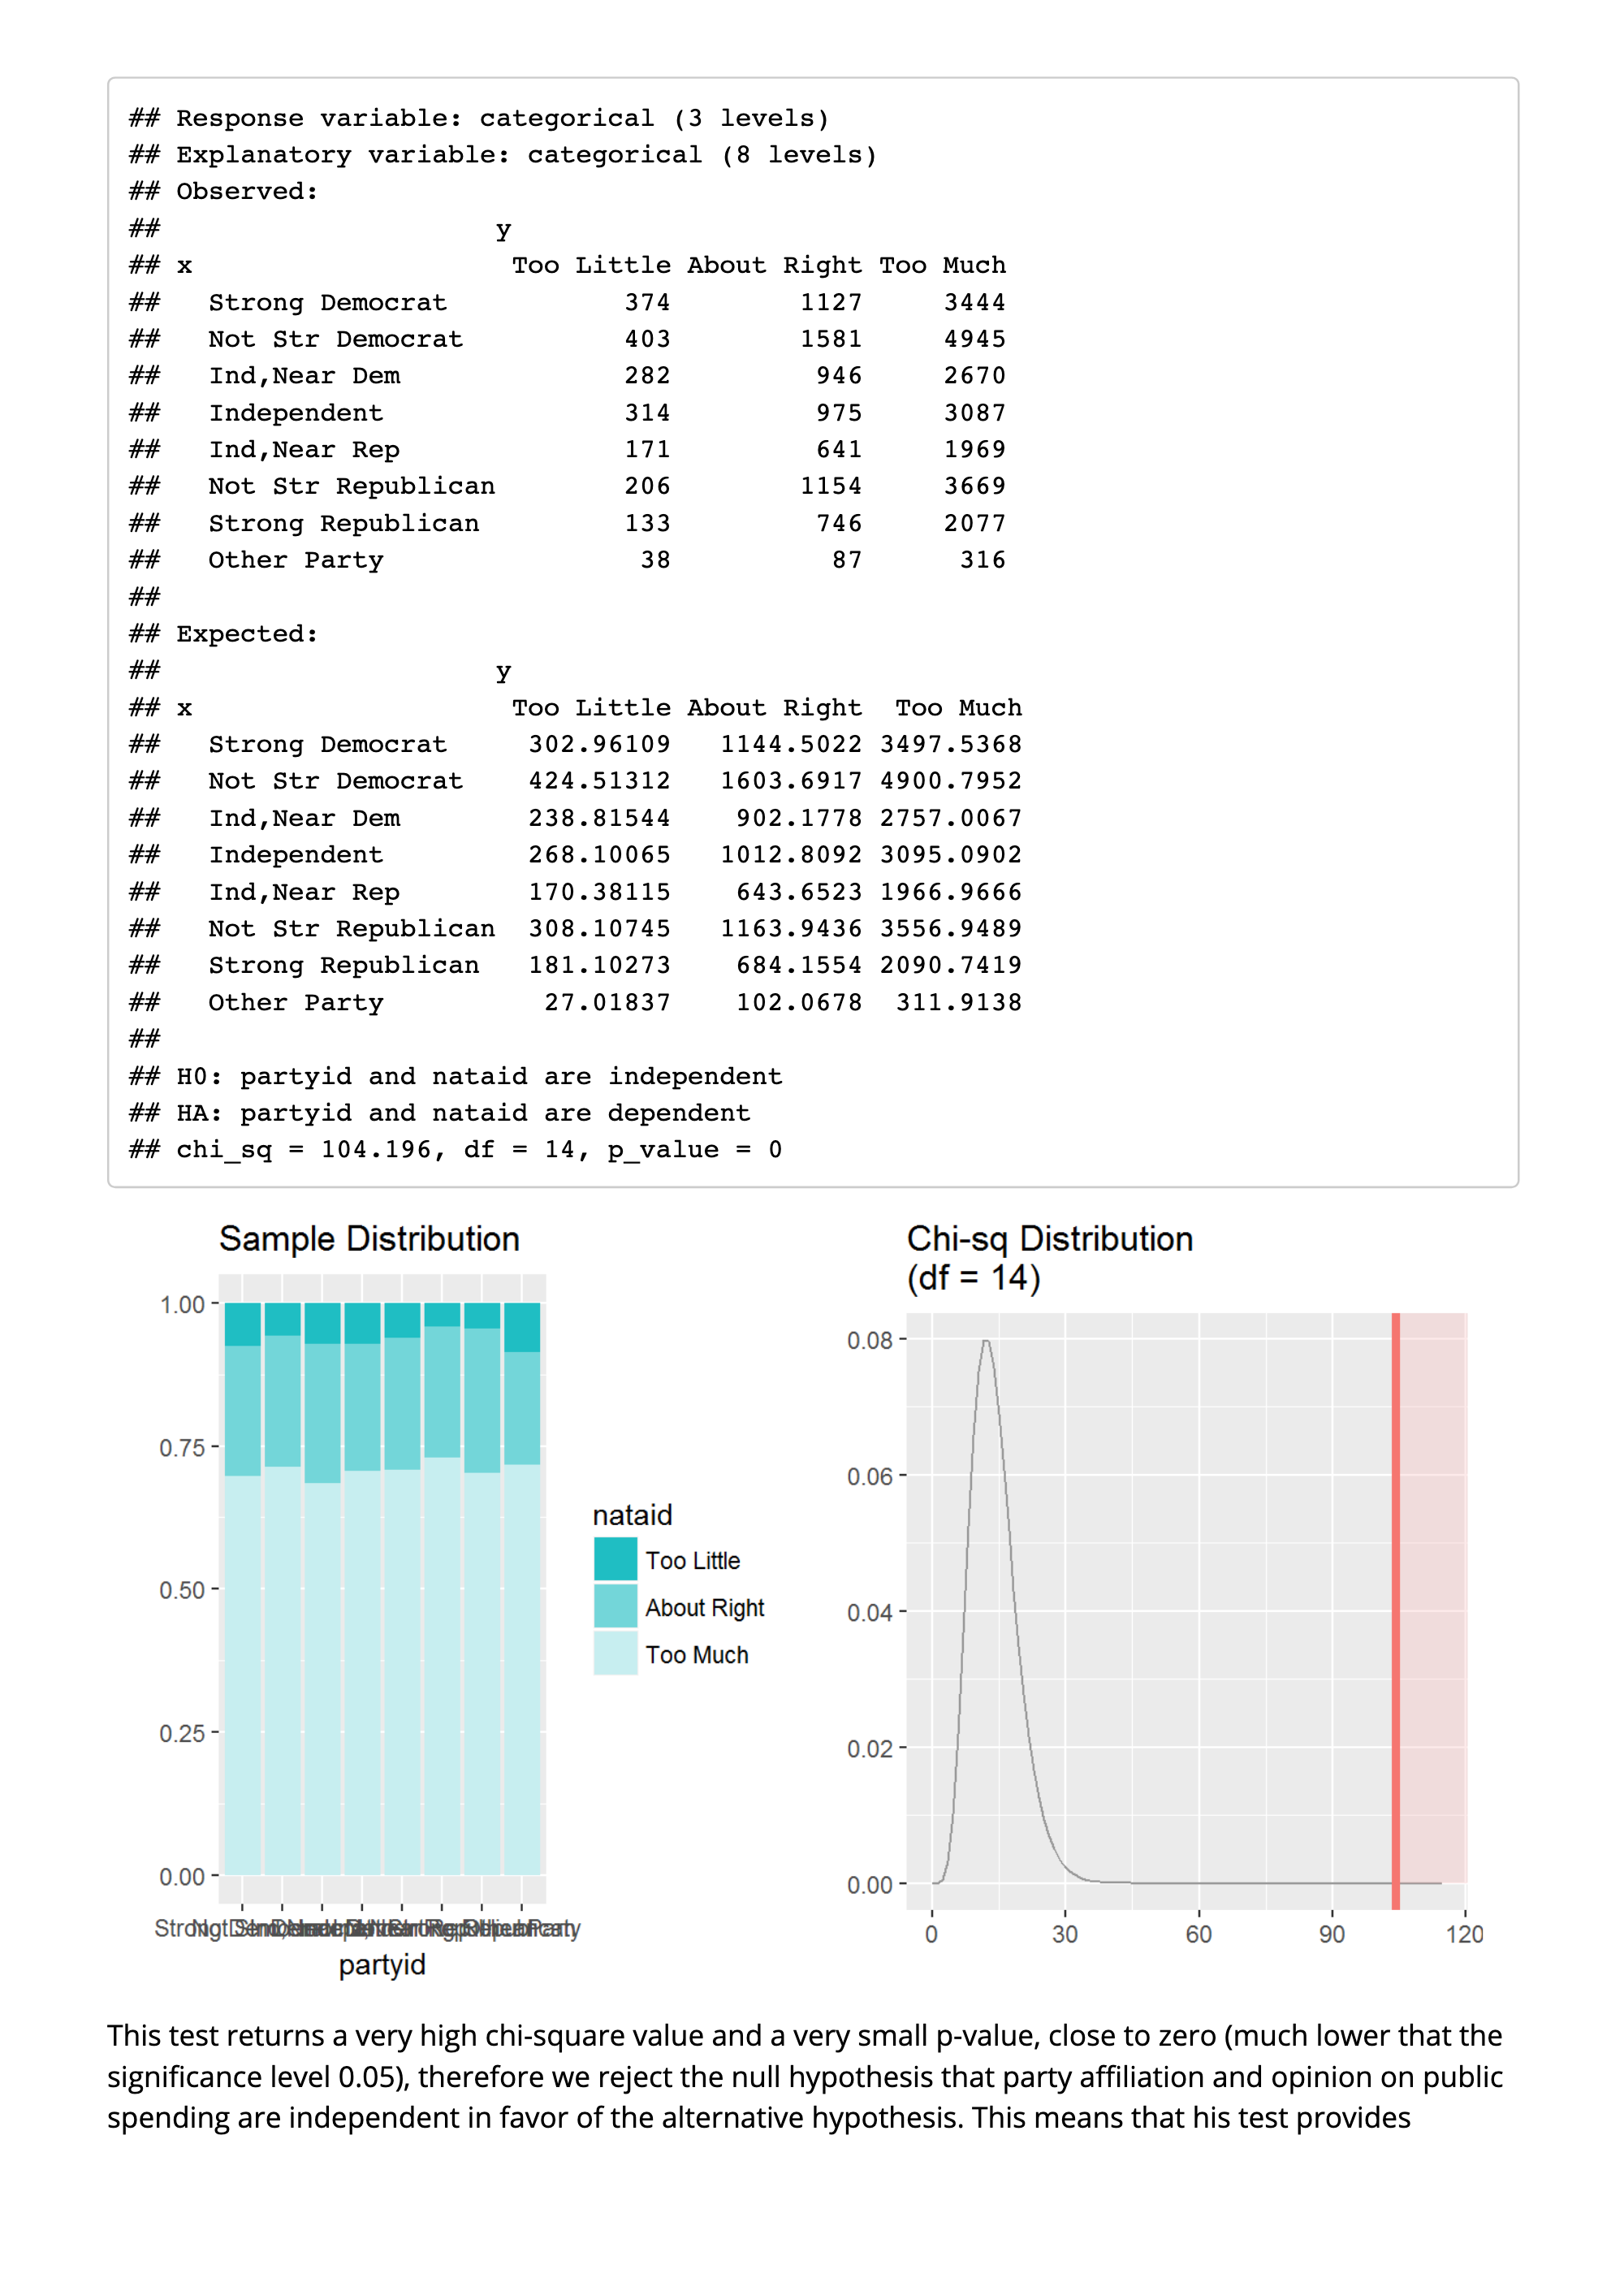 ## Response variable: categorical (3 levels)
## Explanatory variable: categorical (8 levels)
## Observed:
##                     y
## x                    Too Little About Right Too Much
##   Strong Democrat           374        1127     3444
##   Not Str Democrat          403        1581     4945
##   Ind,Near Dem              282         946     2670
##   Independent               314         975     3087
##   Ind,Near Rep              171         641     1969
##   Not Str Republican        206        1154     3669
##   Strong Republican         133         746     2077
##   Other Party                38          87      316
##
## Expected:
##                     y
## x                    Too Little About Right  Too Much
##   Strong Democrat     302.96109   1144.5022 3497.5368
##   Not Str Democrat    424.51312   1603.6917 4900.7952
##   Ind,Near Dem        238.81544    902.1778 2757.0067
##   Independent         268.10065   1012.8092 3095.0902
##   Ind,Near Rep        170.38115    643.6523 1966.9666
##   Not Str Republican  308.10745   1163.9436 3556.9489
##   Strong Republican   181.10273    684.1554 2090.7419
##   Other Party          27.01837    102.0678  311.9138
##
## H0: partyid and nataid are independent
## HA: partyid and nataid are dependent
## chi_sq = 104.196, df = 14, p_value = 0
Sample Distribution
1.00
0.75
0.50
0.25
0.00
partyid
nataid
Too Little
About Right
Too Much
Chi-sq Distribution
(df = 14)
0.08
0.06
0.04
0.02
0.00
0 30 60 90 120
This test returns a very high chi-square value and a very small p-value, close to zero (much lower that the
significance level 0.05), therefore we reject the null hypothesis that party affiliation and opinion on public
spending are independent in favor of the alternative hypothesis. This means that his test provides